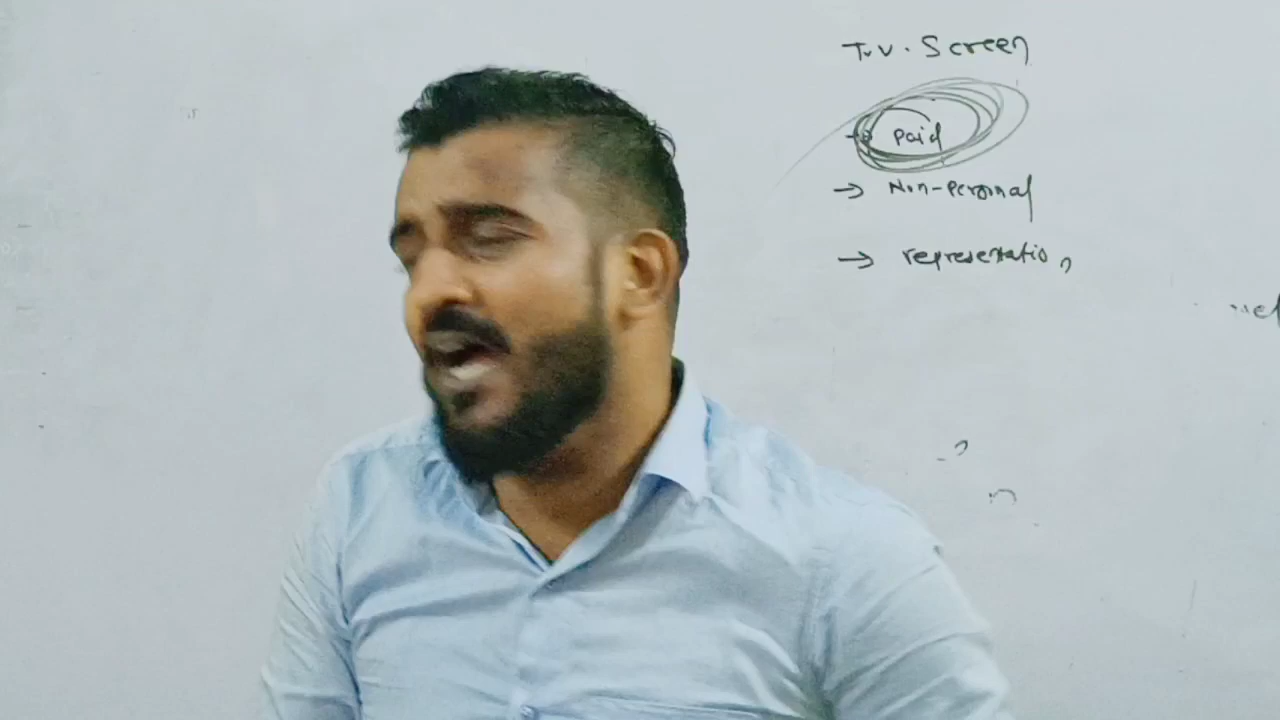 T.V. Screen
→ paid
→ Non-personal
→ representation